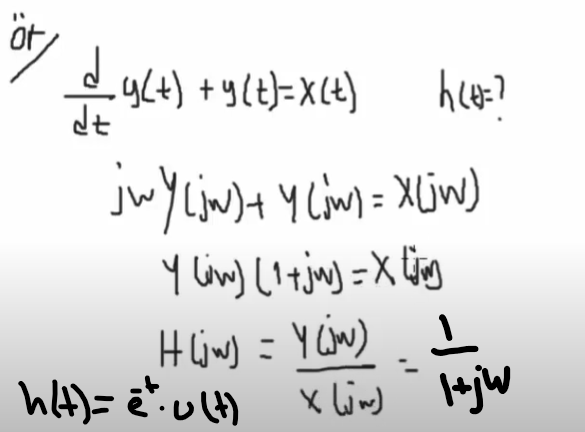 ör/
d/dt y(t) + y(t) = x(t) h(t)=?
jw Y(jw) + Y(jw) = X(jw)
Y(jw) (1+jw) = X(jw)
H(jw) = Y(jw)/X(jw) = 1/1+jw
h(t) = e^-t . u(t)